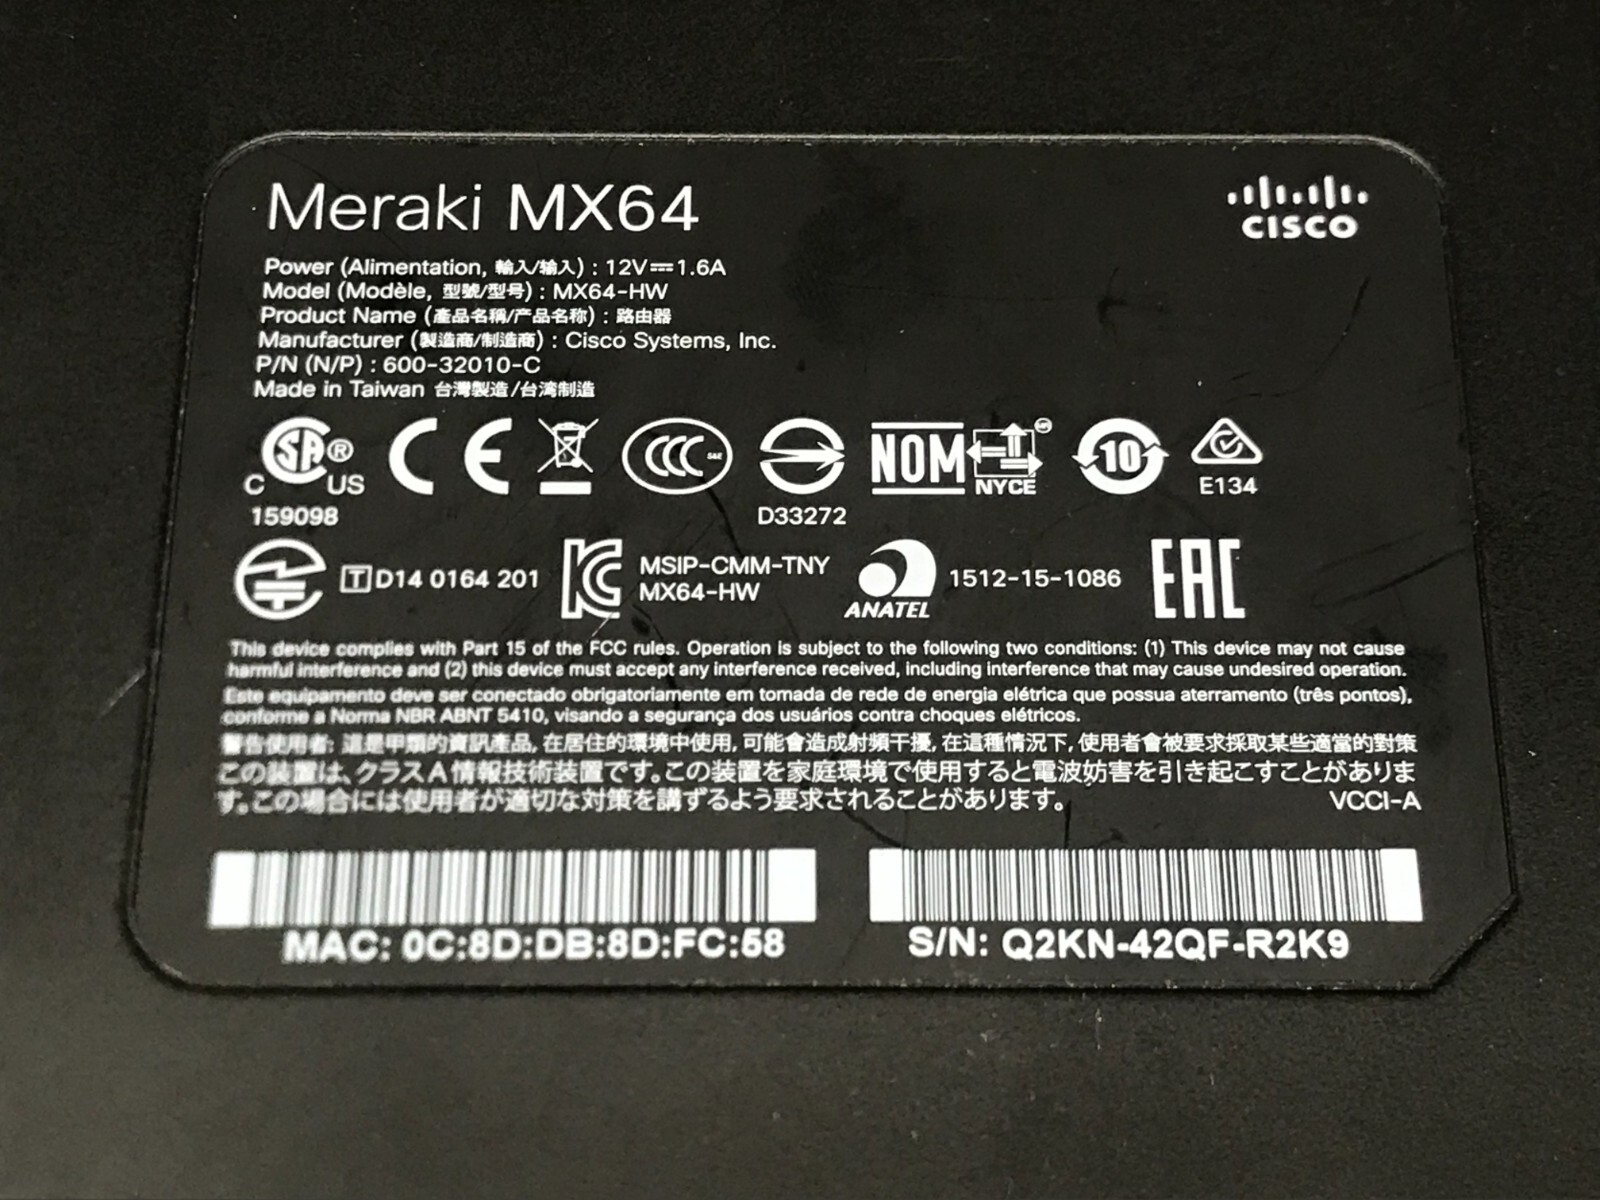 Meraki MX64
CISCO
Power (Alimentation, 輸入/输入) : 12V⎓1.6A
Model (Modèle, 型號/型号) : MX64-HW
Product Name (產品名稱/产品名称) : 路由器
Manufacturer (製造商/制造商) : Cisco Systems, Inc.
P/N (N/P) : 600-32010-C
Made in Taiwan 台灣製造/台湾制造
C SA ® US CE CCC S&E NOM NYCE 10
159098 D33272 E134
T D14 0164 201 MSIP-CMM-TNY
MX64-HW ANATEL 1512-15-1086 EAC
This device complies with Part 15 of the FCC rules. Operation is subject to the following two conditions: (1) This device may not cause
harmful interference and (2) this device must accept any interference received, including interference that may cause undesired operation.
Este equipamento deve ser conectado obrigatoriamente em tomada de rede de energia elétrica que possua aterramento (três pontos),
conforme a Norma NBR ABNT 5410, visando a segurança dos usuários contra choques elétricos.
警告使用者: 這是甲類的資訊產品, 在居住的環境中使用, 可能會造成射頻干擾, 在這種情況下, 使用者會被要求採取某些適當的對策
この装置は、クラスA情報技術装置です。この装置を家庭環境で使用すると電波妨害を引き起こすことがありま
す。この場合には使用者が適切な対策を講ずるよう要求されることがあります。 VCCI-A
MAC: 0C:8D:DB:8D:FC:58
S/N: Q2KN-42QF-R2K9